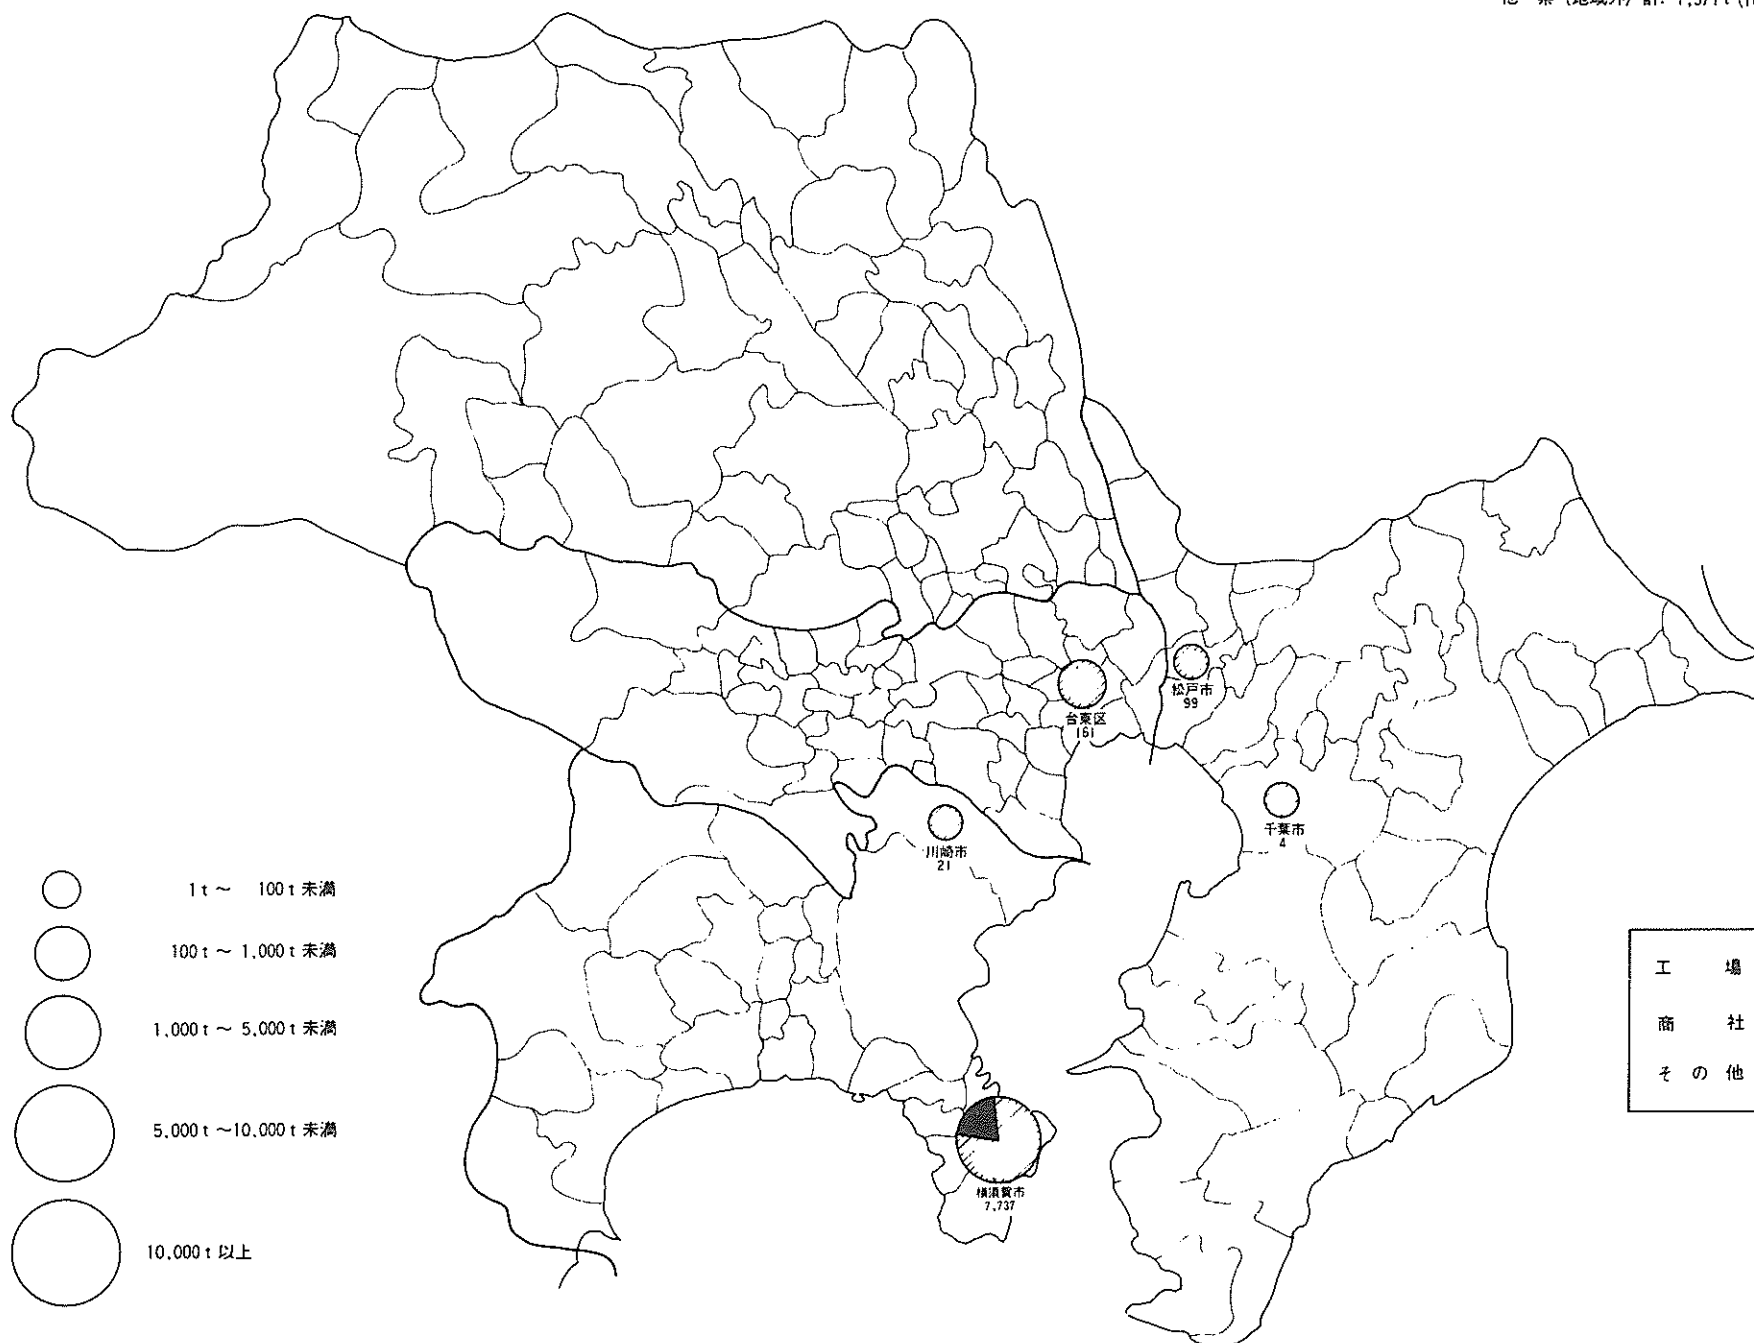 松戸市
99
台東区
161
千葉市
4
川崎市
21
1t～ 100t未満
100t～1,000t未満
1,000t～5,000t未満
5,000t～10,000t未満
10,000t以上
工 場
商 社
そ の 他
横須賀市
7,737